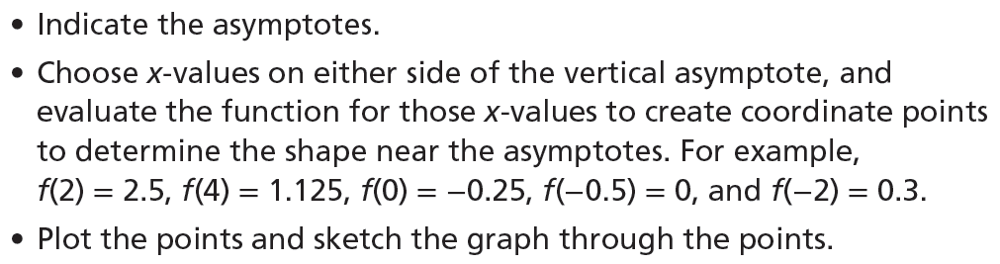 • Indicate the asymptotes.
• Choose x-values on either side of the vertical asymptote, and
evaluate the function for those x-values to create coordinate points
to determine the shape near the asymptotes. For example,
f(2) = 2.5, f(4) = 1.125, f(0) = −0.25, f(−0.5) = 0, and f(−2) = 0.3.
• Plot the points and sketch the graph through the points.